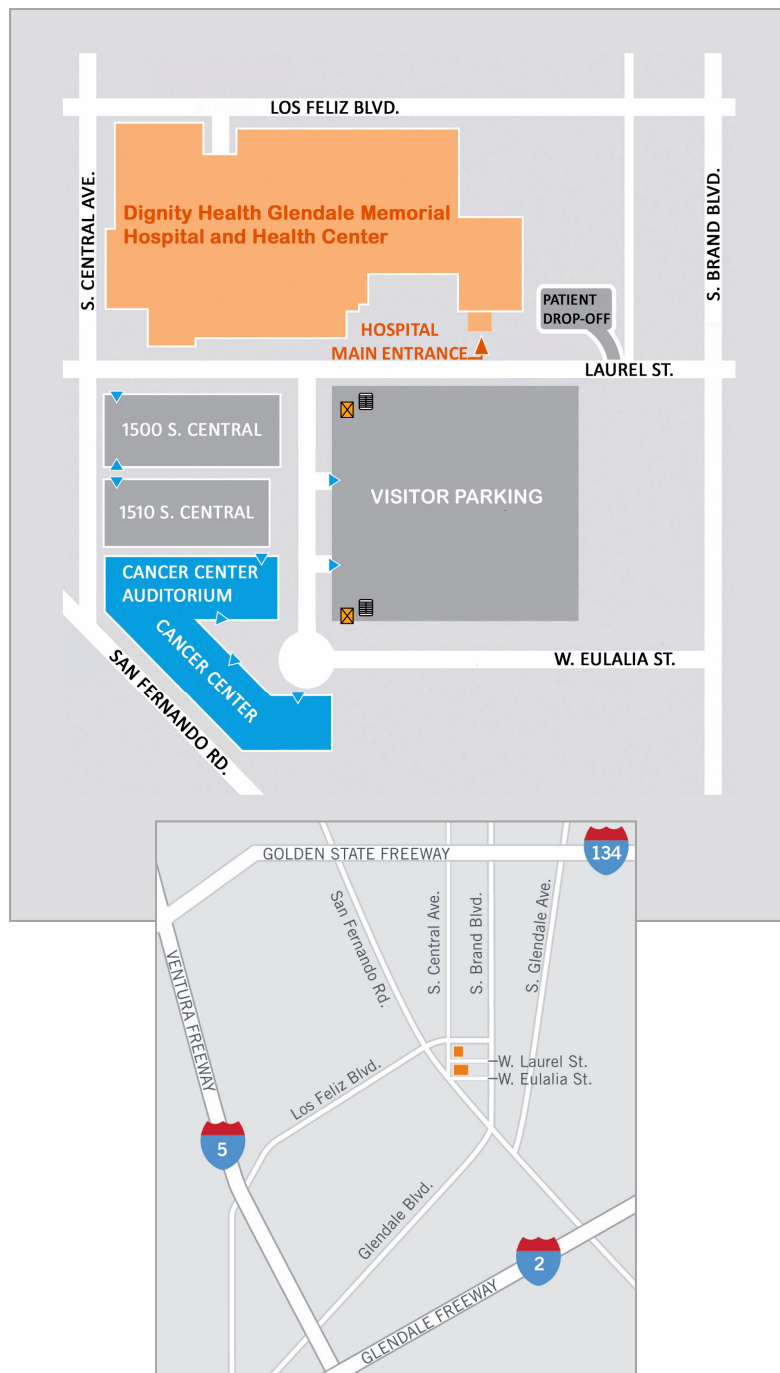 LOS FELIZ BLVD.
S. CENTRAL AVE.
S. BRAND BLVD.
Dignity Health Glendale Memorial
Hospital and Health Center
PATIENT
DROP-OFF
HOSPITAL
MAIN ENTRANCE
LAUREL ST.
1500 S. CENTRAL
VISITOR PARKING
1510 S. CENTRAL
CANCER CENTER
AUDITORIUM
CANCER CENTER
SAN FERNANDO RD.
W. EULALIA ST.
GOLDEN STATE FREEWAY
134
San Fernando Rd.
S. Central Ave.
S. Brand Blvd.
S. Glendale Ave.
VENTURA FREEWAY
W. Laurel St.
W. Eulalia St.
Los Feliz Blvd.
5
Glendale Blvd.
2
GLENDALE FREEWAY